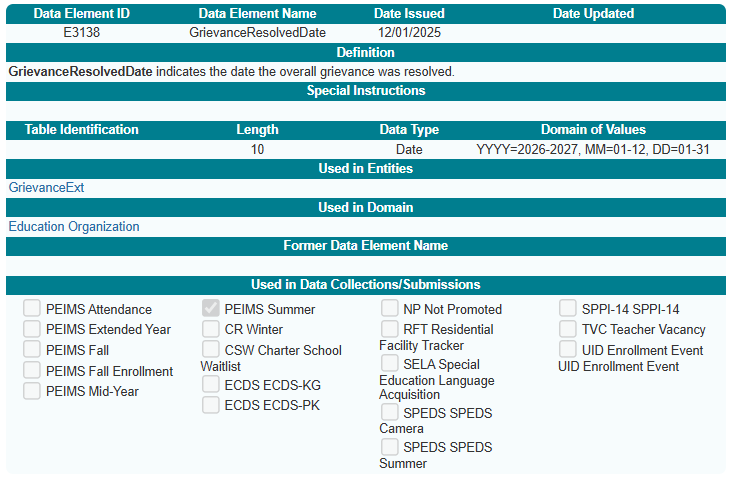 Data Element ID Data Element Name Date Issued Date Updated
E3138 GrievanceResolvedDate 12/01/2025
Definition
GrievanceResolvedDate indicates the date the overall grievance was resolved.
Special Instructions
Table Identification Length Data Type Domain of Values
10 Date YYYY=2026-2027, MM=01-12, DD=01-31
Used in Entities
GrievanceExt
Used in Domain
Education Organization
Former Data Element Name
Used in Data Collections/Submissions
PEIMS Attendance
PEIMS Extended Year
PEIMS Fall
PEIMS Fall Enrollment
PEIMS Mid-Year
PEIMS Summer
CR Winter
CSW Charter School
Waitlist
ECDS ECDS-KG
ECDS ECDS-PK
NP Not Promoted
RFT Residential
Facility Tracker
SELA Special
Education Language
Acquisition
SPEDS SPEDS
Camera
SPEDS SPEDS
Summer
SPPI-14 SPPI-14
TVC Teacher Vacancy
UID Enrollment Event
UID Enrollment Event